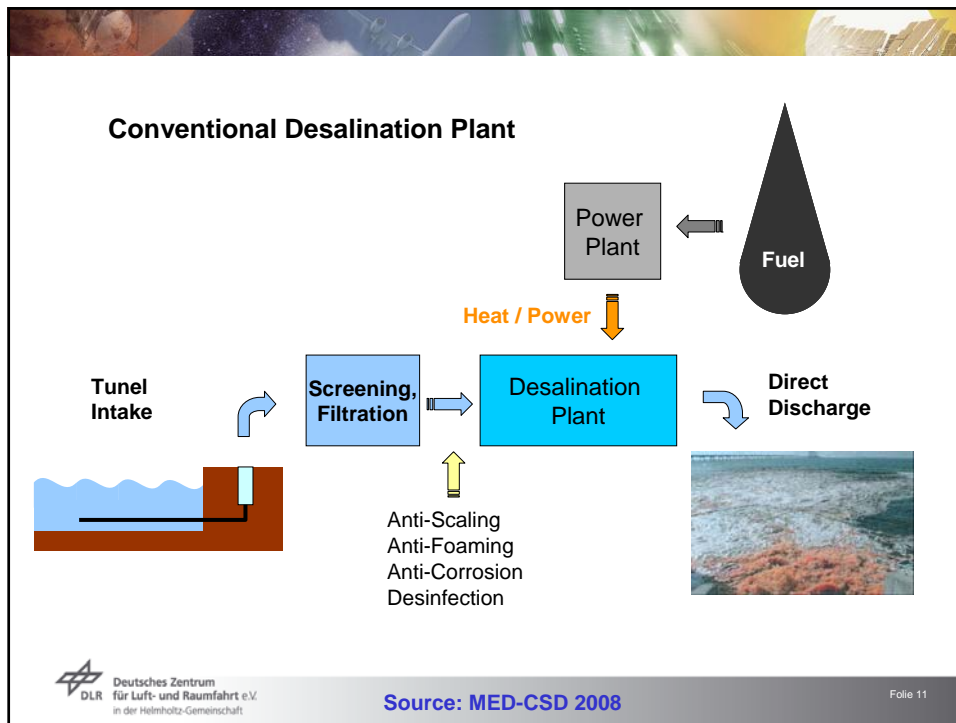 Conventional Desalination Plant
Power
Plant
Fuel
Heat / Power
Tunel
Intake
Screening,
Filtration
Desalination
Plant
Direct
Discharge
Anti-Scaling
Anti-Foaming
Anti-Corrosion
Desinfection
DLR
Deutsches Zentrum
für Luft- und Raumfahrt e.V.
in der Helmholtz-Gemeinschaft
Source: MED-CSD 2008
Folie 11